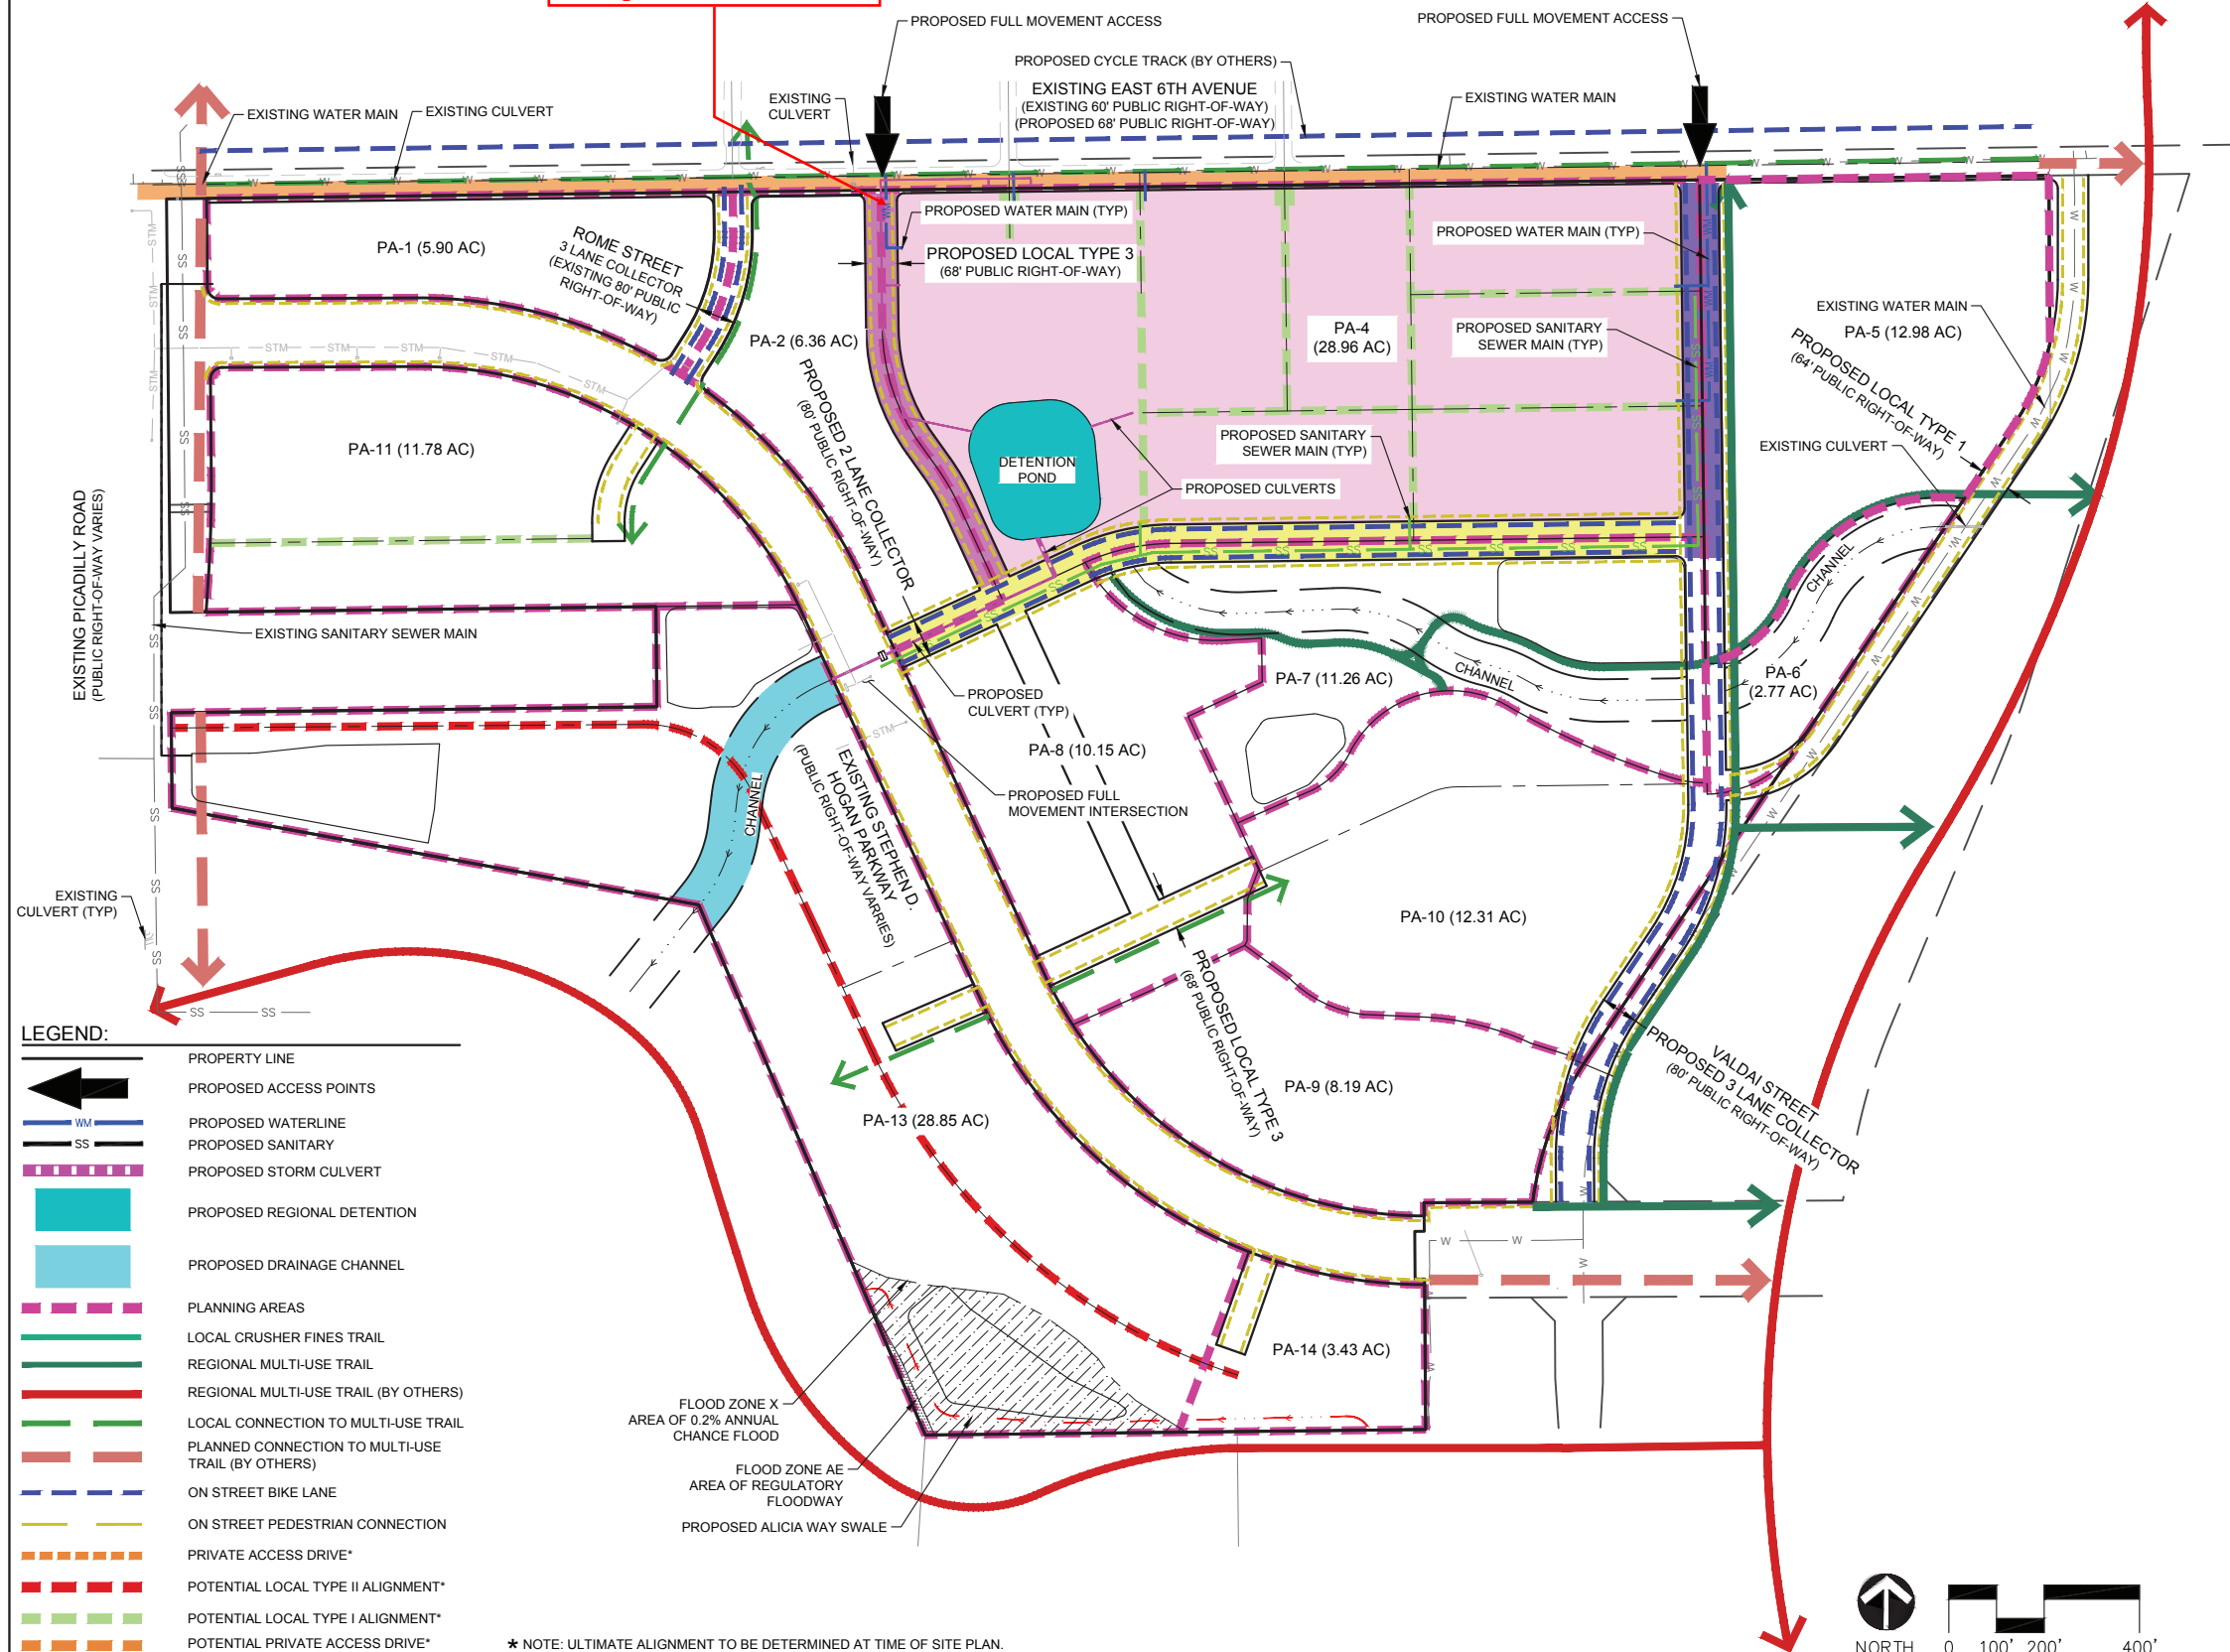 PROPOSED FULL MOVEMENT ACCESS
PROPOSED FULL MOVEMENT ACCESS
PROPOSED CYCLE TRACK (BY OTHERS)
EXISTING EAST 6TH AVENUE
(EXISTING 60' PUBLIC RIGHT-OF-WAY)
(PROPOSED 68' PUBLIC RIGHT-OF-WAY)
EXISTING
CULVERT
EXISTING WATER MAIN
EXISTING WATER MAIN
EXISTING CULVERT
PROPOSED WATER MAIN (TYP)
PROPOSED LOCAL TYPE 3
(68' PUBLIC RIGHT-OF-WAY)
PROPOSED WATER MAIN (TYP)
PA-1 (5.90 AC)
ROME STREET
3 LANE COLLECTOR
(EXISTING 80' PUBLIC
RIGHT-OF-WAY)
PA-2 (6.36 AC)
PA-4
(28.96 AC)
PROPOSED SANITARY
SEWER MAIN (TYP)
EXISTING WATER MAIN
PA-5 (12.98 AC)
PROPOSED LOCAL TYPE 1
(64' PUBLIC RIGHT-OF-WAY)
EXISTING CULVERT
PROPOSED 2 LANE COLLECTOR
(80' PUBLIC RIGHT-OF-WAY)
PA-11 (11.78 AC)
DETENTION
POND
PROPOSED SANITARY
SEWER MAIN (TYP)
PROPOSED CULVERTS
EXISTING PICADILLY ROAD
(PUBLIC RIGHT-OF-WAY VARIES)
EXISTING SANITARY SEWER MAIN
CHANNEL
CHANNEL
PA-6
(2.77 AC)
PA-7 (11.26 AC)
PROPOSED
CULVERT (TYP)
PA-8 (10.15 AC)
PROPOSED FULL
MOVEMENT INTERSECTION
CHANNEL
EXISTING STEPHEN D.
HOGAN PARKWAY
(PUBLIC RIGHT-OF-WAY VARRIES)
EXISTING
CULVERT (TYP)
PA-10 (12.31 AC)
PROPOSED LOCAL TYPE 3
(68' PUBLIC RIGHT-OF-WAY)
VALDAI STREET
PROPOSED 3 LANE COLLECTOR
(80' PUBLIC RIGHT-OF-WAY)
PA-9 (8.19 AC)
PA-13 (28.85 AC)
PA-14 (3.43 AC)
FLOOD ZONE X
AREA OF 0.2% ANNUAL
CHANCE FLOOD
FLOOD ZONE AE
AREA OF REGULATORY
FLOODWAY
PROPOSED ALICIA WAY SWALE
LEGEND:
PROPERTY LINE
PROPOSED ACCESS POINTS
WM PROPOSED WATERLINE
SS PROPOSED SANITARY
PROPOSED STORM CULVERT
PROPOSED REGIONAL DETENTION
PROPOSED DRAINAGE CHANNEL
PLANNING AREAS
LOCAL CRUSHER FINES TRAIL
REGIONAL MULTI-USE TRAIL
REGIONAL MULTI-USE TRAIL (BY OTHERS)
LOCAL CONNECTION TO MULTI-USE TRAIL
PLANNED CONNECTION TO MULTI-USE
TRAIL (BY OTHERS)
ON STREET BIKE LANE
ON STREET PEDESTRIAN CONNECTION
PRIVATE ACCESS DRIVE*
POTENTIAL LOCAL TYPE II ALIGNMENT*
POTENTIAL LOCAL TYPE I ALIGNMENT*
POTENTIAL PRIVATE ACCESS DRIVE*
* NOTE: ULTIMATE ALIGNMENT TO BE DETERMINED AT TIME OF SITE PLAN.
NORTH
0 100' 200' 400'